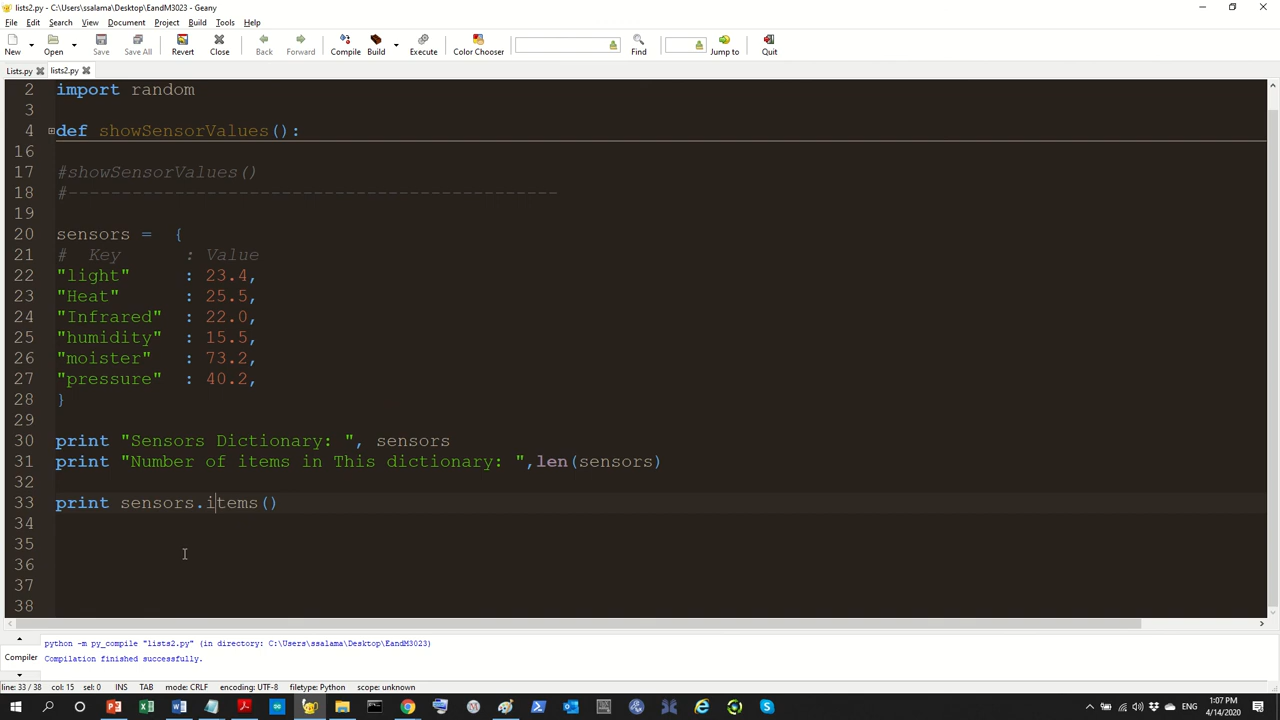 lists2.py - C:\Users\ssalama\Desktop\EandM3023 - Geany
File Edit Search View Document Project Build Tools Help
New Open Save Save All Revert Close Back Forward Compile Build Execute Color Chooser Find Jump to Quit
Lists.py lists2.py
2 import random
3
4 def showSensorValues():
16
17 #showSensorValues()
18 #----------------------------------------------
19
20 sensors =  {
21 #  Key      : Value
22 "light"     : 23.4,
23 "Heat"      : 25.5,
24 "Infrared"  : 22.0,
25 "humidity"  : 15.5,
26 "moister"   : 73.2,
27 "pressure"  : 40.2,
28 }
29
30 print "Sensors Dictionary: ", sensors
31 print "Number of items in This dictionary: ",len(sensors)
32
33 print sensors.items()
34
35
36
37
38
python -m py_compile "lists2.py" (in directory: C:\Users\ssalama\Desktop\EandM3023)
Compiler Compilation finished successfully.
line: 33 / 38 col: 15 sel: 0 INS TAB mode: CRLF encoding: UTF-8 filetype: Python scope: unknown
1:07 PM
4/14/2020